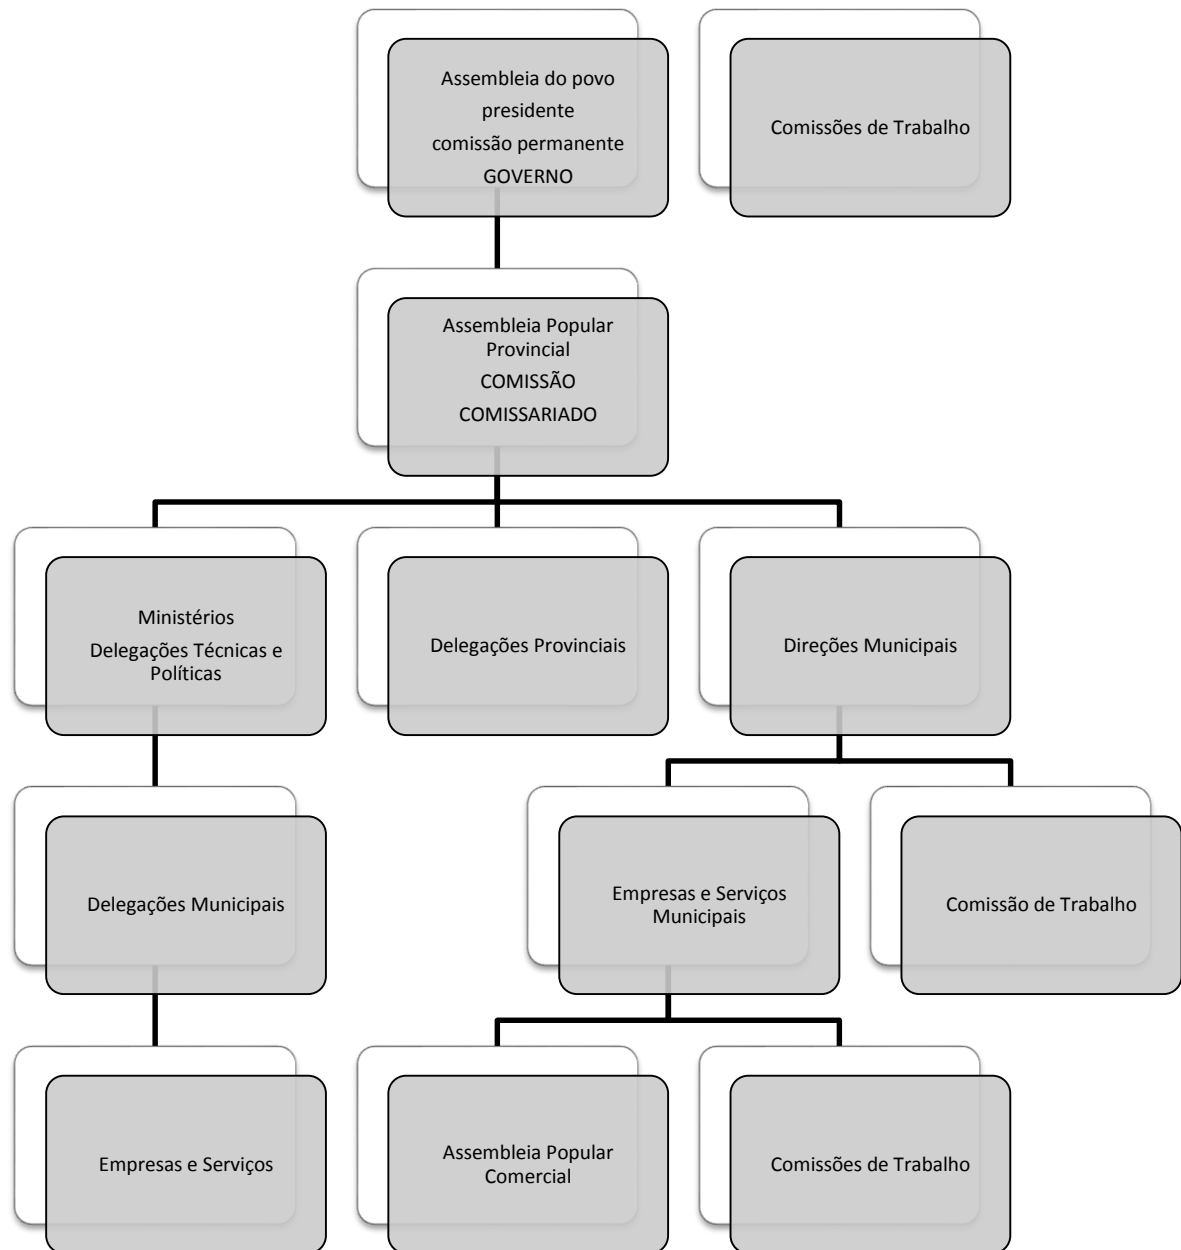 Assembleia do povo
presidente
comissão permanente
GOVERNO
Comissões de Trabalho
Assembleia Popular
Provincial
COMISSÃO
COMISSARIADO
Ministérios
Delegações Técnicas e
Políticas
Delegações Provinciais
Direções Municipais
Delegações Municipais
Empresas e Serviços
Municipais
Comissão de Trabalho
Empresas e Serviços
Assembleia Popular
Comercial
Comissões de Trabalho